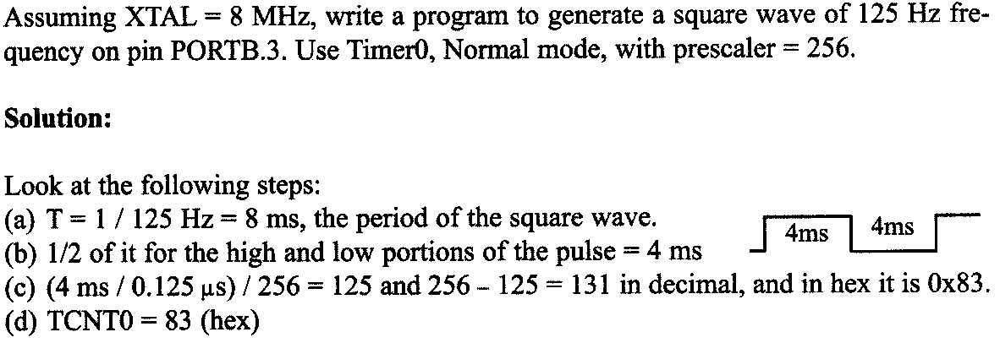 Assuming XTAL = 8 MHz, write a program to generate a square wave of 125 Hz fre-
quency on pin PORTB.3. Use Timer0, Normal mode, with prescaler = 256.
Solution:
Look at the following steps:
(a) T = 1 / 125 Hz = 8 ms, the period of the square wave.
(b) 1/2 of it for the high and low portions of the pulse = 4 ms
4ms 4ms
(c) (4 ms / 0.125 μs) / 256 = 125 and 256 – 125 = 131 in decimal, and in hex it is 0x83.
(d) TCNT0 = 83 (hex)